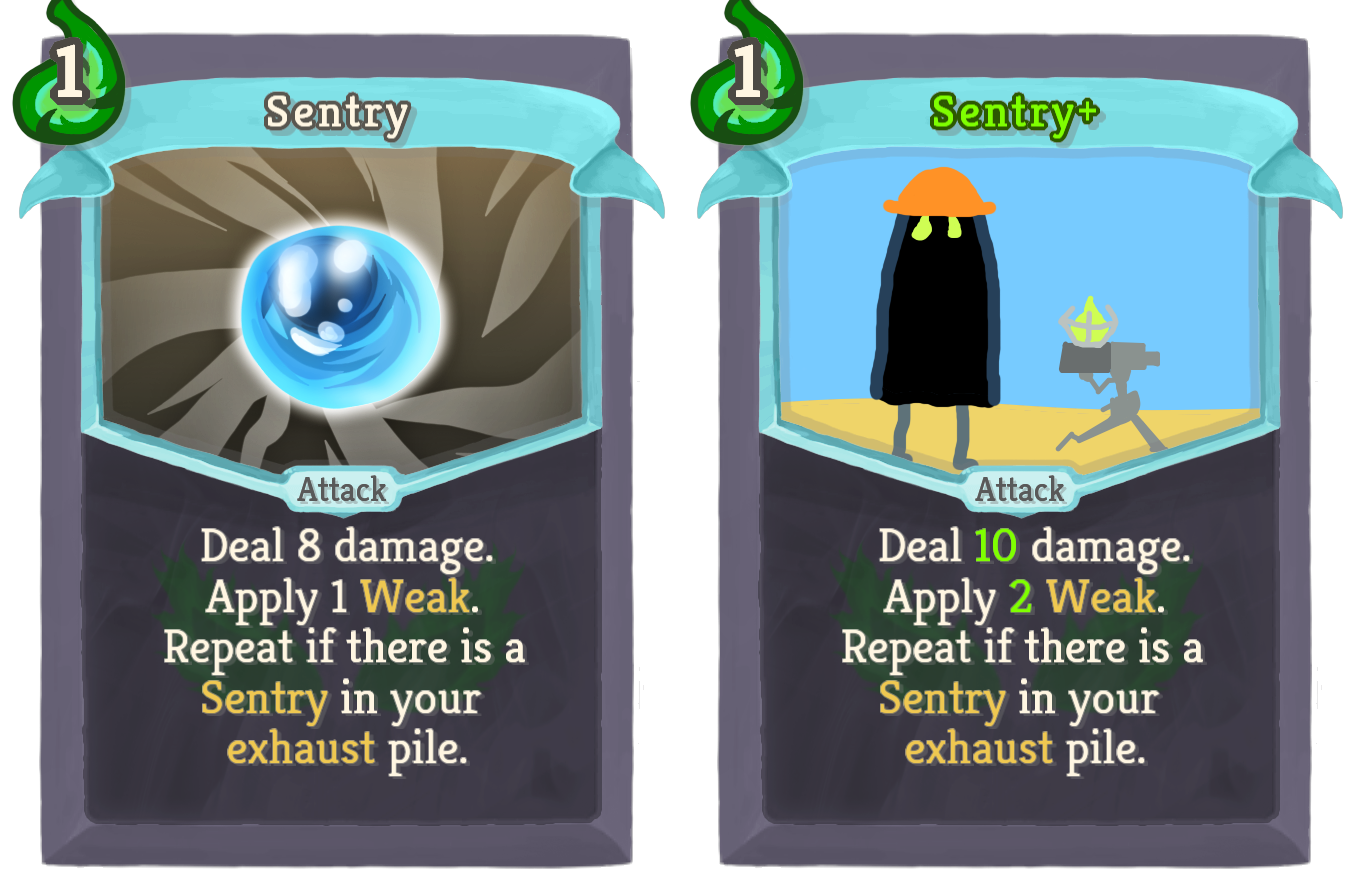 1
Sentry
Attack
Deal 8 damage.
Apply 1 Weak.
Repeat if there is a
Sentry in your
exhaust pile.
1
Sentry+
Attack
Deal 10 damage.
Apply 2 Weak.
Repeat if there is a
Sentry in your
exhaust pile.